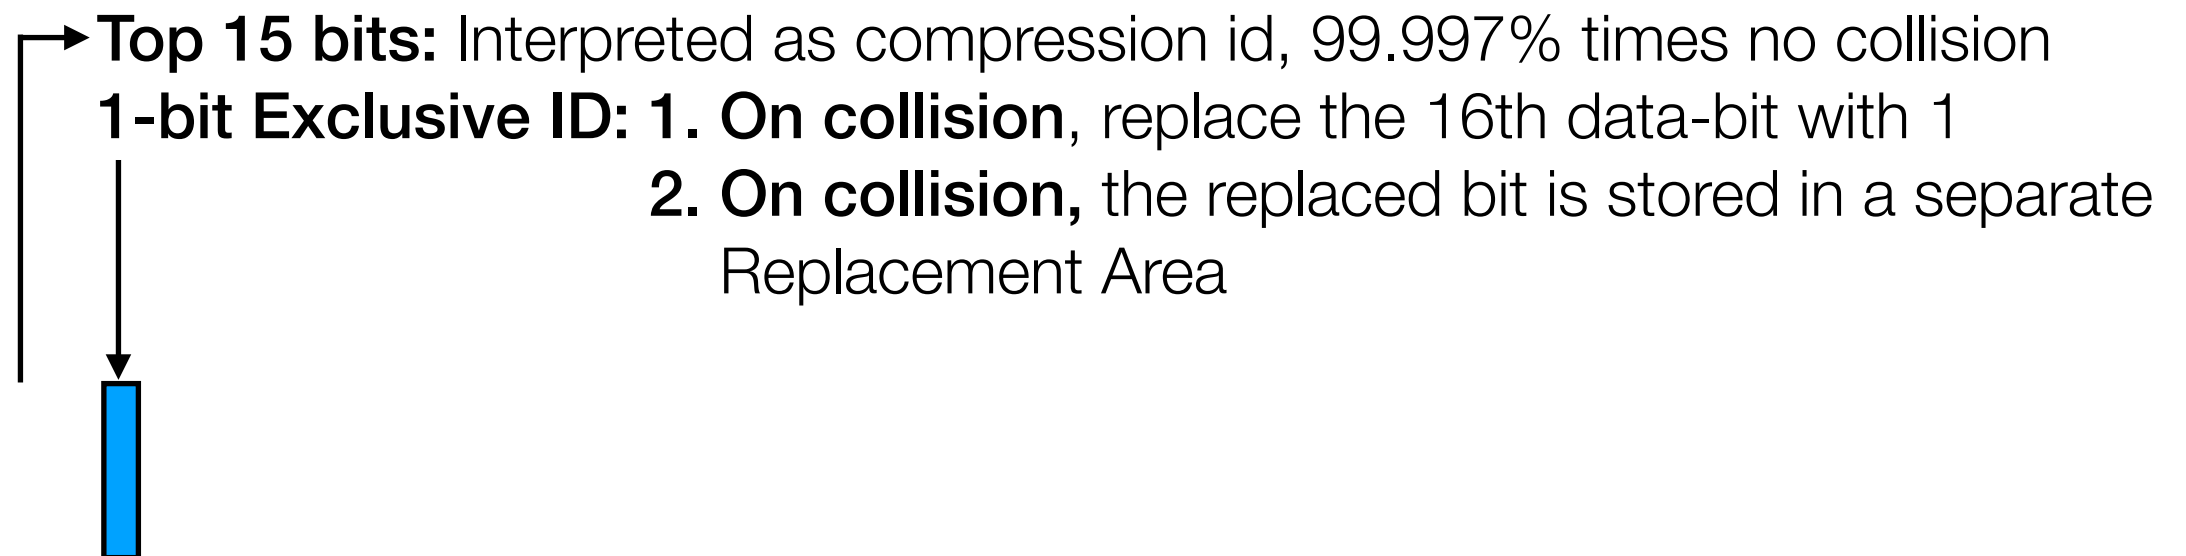 Top 15 bits: Interpreted as compression id, 99.997% times no collision
1-bit Exclusive ID: 1. On collision, replace the 16th data-bit with 1
2. On collision, the replaced bit is stored in a separate
Replacement Area